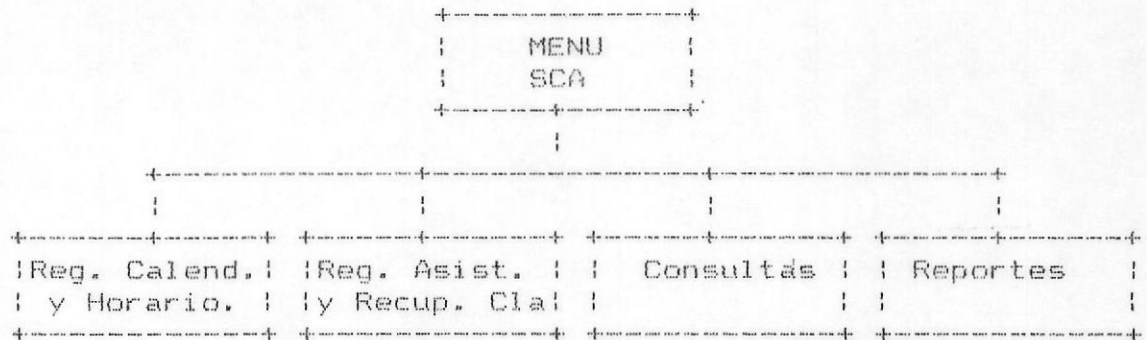 MENU
SCA
Reg. Calend.
y Horario.
Reg. Asist.
y Recup. Cla
Consultas
Reportes